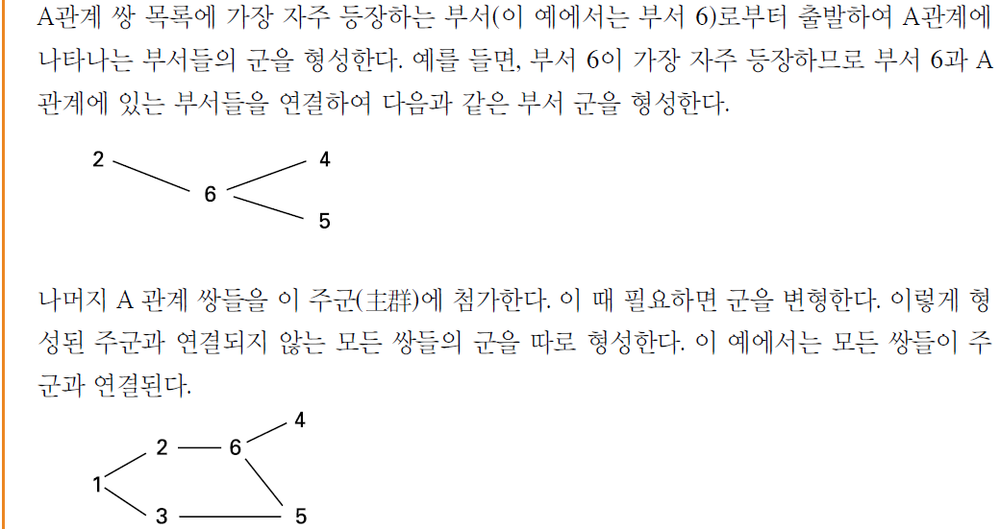 A관계 쌍 목록에 가장 자주 등장하는 부서(이 예에서는 부서 6)로부터 출발하여 A관계에
나타나는 부서들의 군을 형성한다. 예를 들면, 부서 6이 가장 자주 등장하므로 부서 6과 A
관계에 있는 부서들을 연결하여 다음과 같은 부서 군을 형성한다.
2
4
6
5
나머지 A 관계 쌍들을 이 주군(主群)에 첨가한다. 이 때 필요하면 군을 변형한다. 이렇게 형
성된 주군과 연결되지 않는 모든 쌍들의 군을 따로 형성한다. 이 예에서는 모든 쌍들이 주
군과 연결된다.
4
2
6
1
3
5